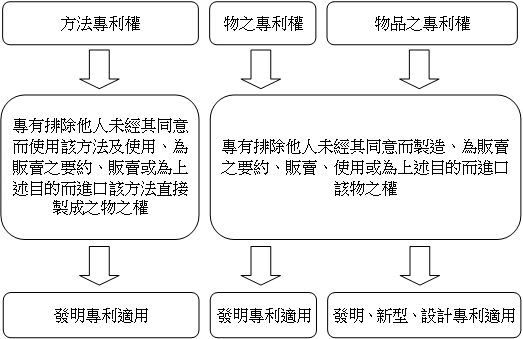 方法專利權
物之專利權
物品之專利權
專有排除他人未經其同意
而使用該方法及使用、為
販賣之要約、販賣或為上
述目的而進口該方法直接
製成之物之權
專有排除他人未經其同意而製造、為販賣
之要約、販賣、使用或為上述目的而進口
該物之權
發明專利適用
發明專利適用
發明、新型、設計專利適用